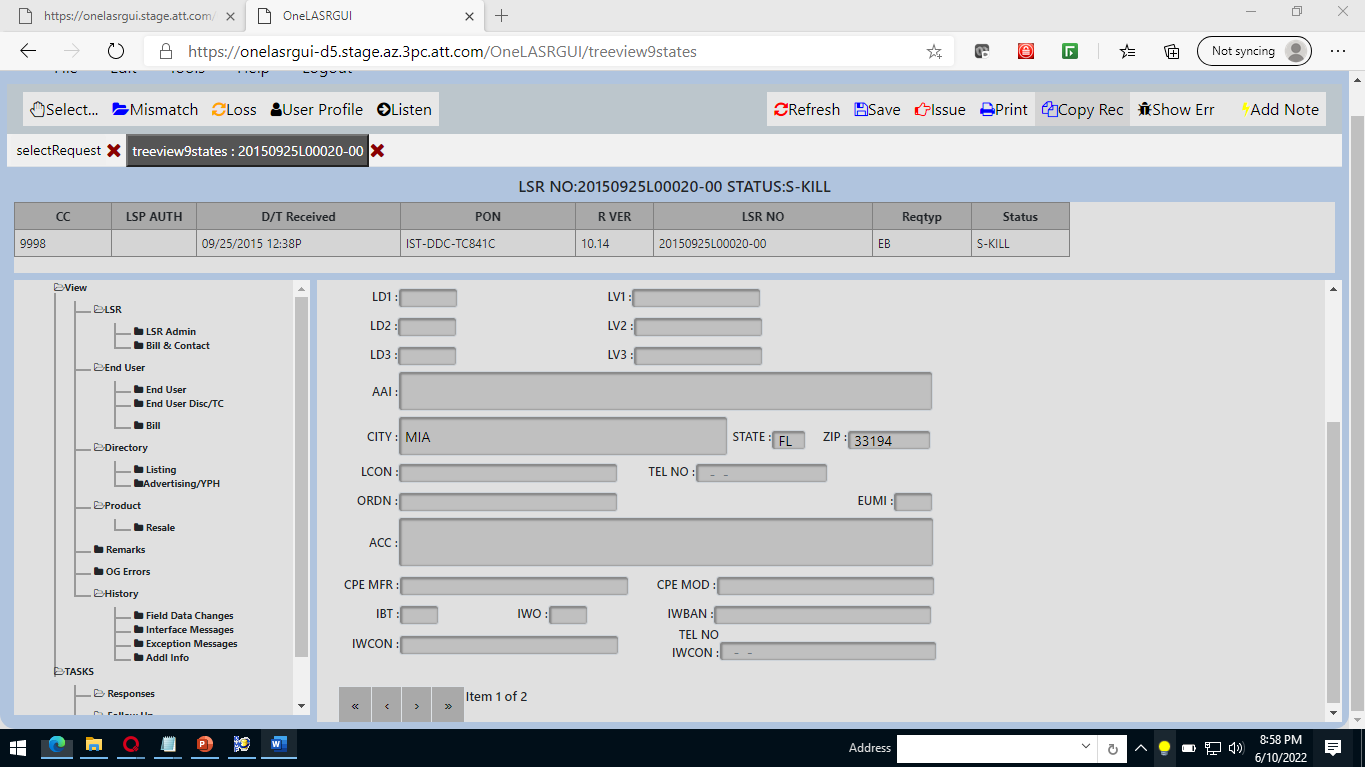 https://onelasrgui.stage.att.com/
OneLASRGUI
https://onelasrgui-d5.stage.az.3pc.att.com/OneLASRGUI/treeview9states
Not syncing
File Edit Tools Help Logout
Select... Mismatch Loss User Profile Listen Refresh Save Issue Print Copy Rec Show Err Add Note
selectRequest treeview9states : 20150925L00020-00
LSR NO:20150925L00020-00 STATUS:S-KILL
CC LSP AUTH D/T Received PON R VER LSR NO Reqtyp Status
9998 09/25/2015 12:38P IST-DDC-TC841C 10.14 20150925L00020-00 EB S-KILL
View
LSR
LSR Admin
Bill & Contact
End User
End User
End User Disc/TC
Bill
Directory
Listing
Advertising/YPH
Product
Resale
Remarks
OG Errors
History
Field Data Changes
Interface Messages
Exception Messages
Addl Info
TASKS
Responses
Follow Up
LD1 : LV1 :
LD2 : LV2 :
LD3 : LV3 :
AAI :
CITY : MIA STATE : FL ZIP : 33194
LCON : TEL NO : - -
ORDN : EUMI :
ACC :
CPE MFR : CPE MOD :
IBT : IWO : IWBAN :
IWCON : TEL NO
IWCON : - -
« ‹ › » Item 1 of 2
Address
8:58 PM
6/10/2022